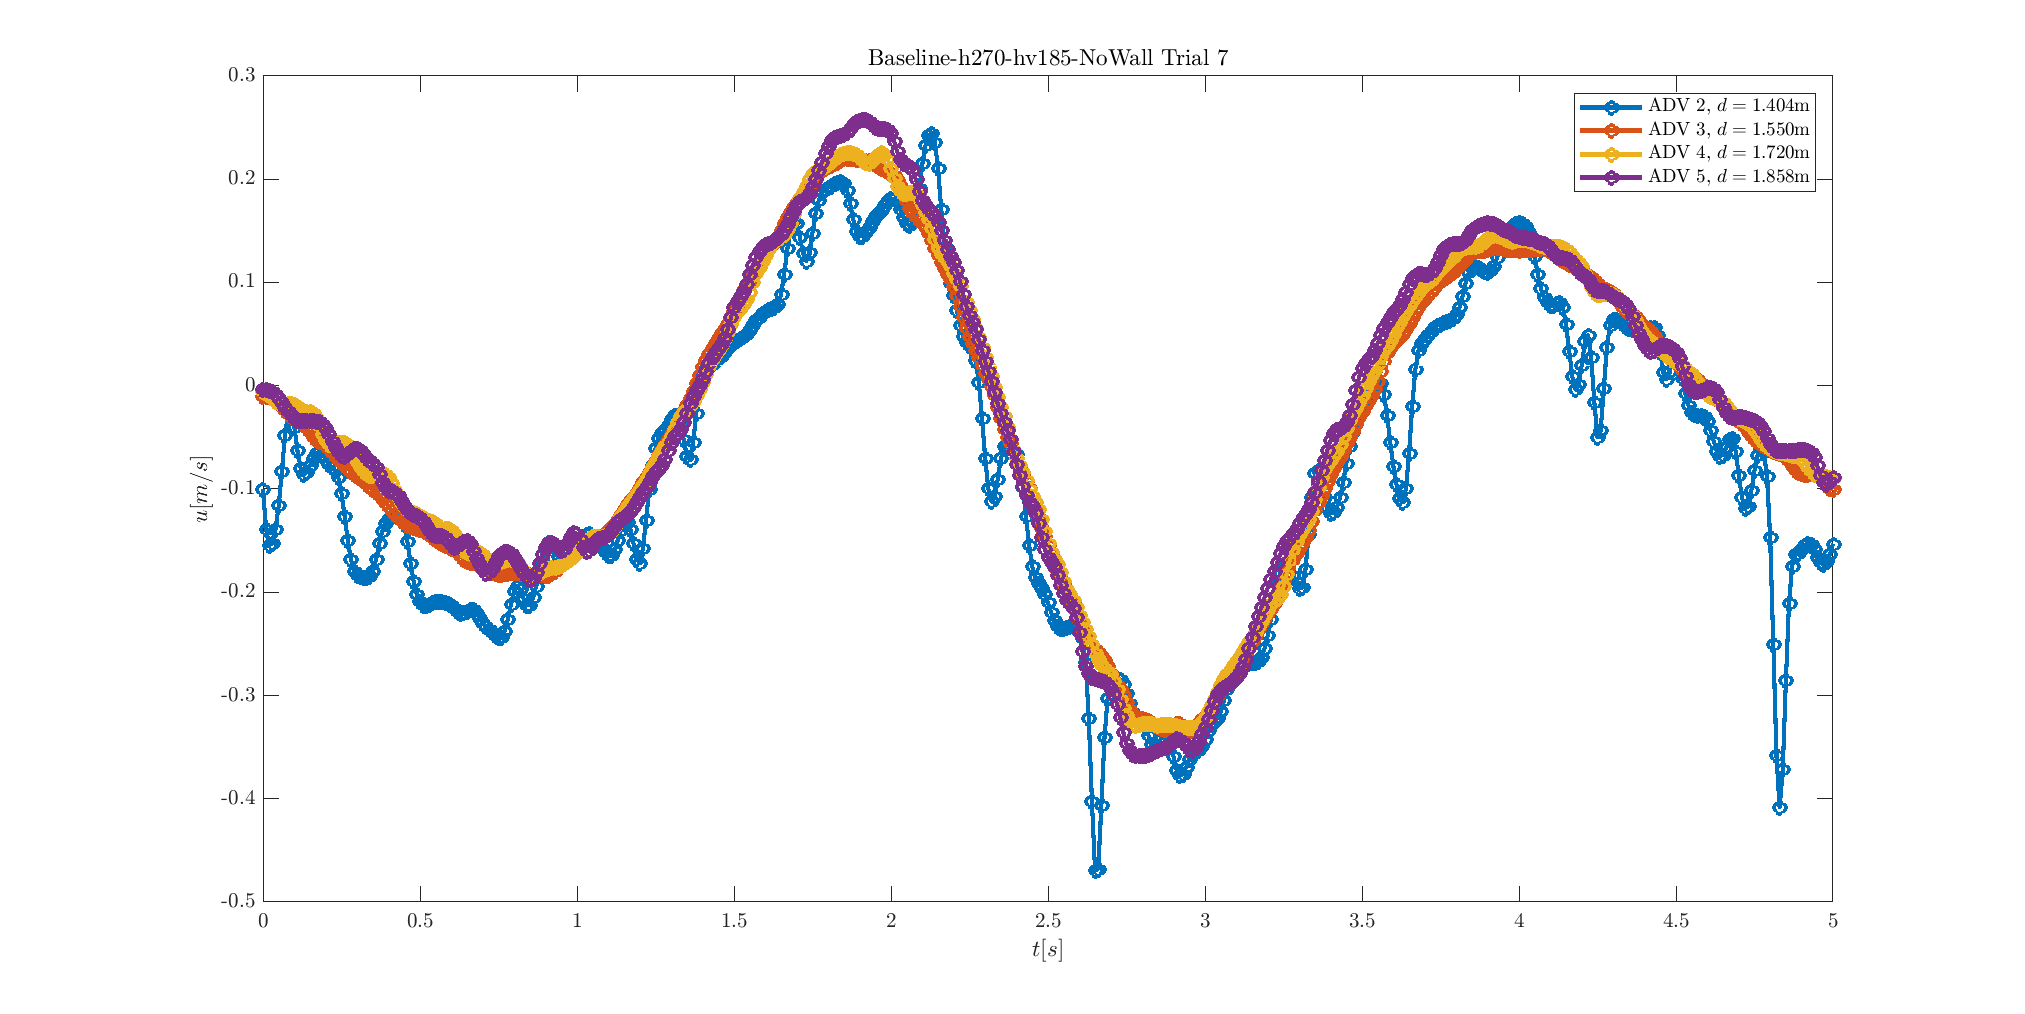 Baseline-h270-hv185-NoWall Trial 7
0.3
0.2
0.1
0
-0.1
-0.2
-0.3
-0.4
-0.5
u[m/s]
ADV 2, d = 1.404m
ADV 3, d = 1.550m
ADV 4, d = 1.720m
ADV 5, d = 1.858m
0 0.5 1 1.5 2 2.5 3 3.5 4 4.5 5
t[s]